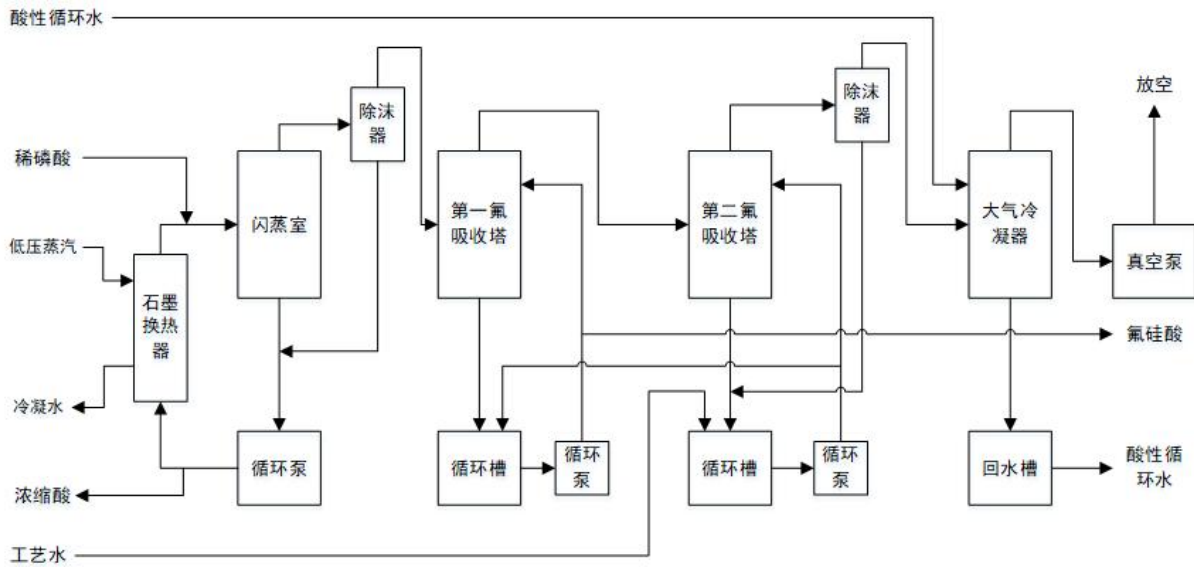 酸性循环水
除沫
器
除沫
器
放空
稀磷酸
闪蒸室
第一氟
吸收塔
第二氟
吸收塔
大气冷
凝器
低压蒸汽
真空泵
石墨
换热
器
氟硅酸
冷凝水
循环泵
循环槽
循环
泵
循环槽
循环
泵
回水槽
酸性循
环水
浓缩酸
工艺水